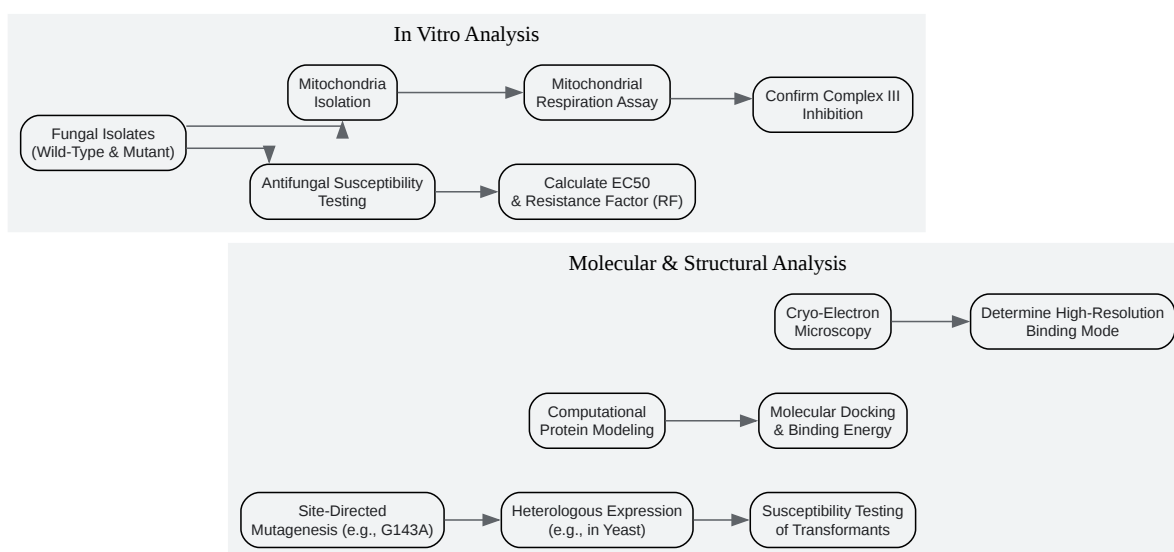 In Vitro Analysis
Mitochondria
Isolation
Mitochondrial
Respiration Assay
Confirm Complex III
Inhibition
Fungal Isolates
(Wild-Type & Mutant)
Antifungal Susceptibility
Testing
Calculate EC50
& Resistance Factor (RF)
Molecular & Structural Analysis
Cryo-Electron
Microscopy
Determine High-Resolution
Binding Mode
Computational
Protein Modeling
Molecular Docking
& Binding Energy
Site-Directed
Mutagenesis (e.g., G143A)
Heterologous Expression
(e.g., in Yeast)
Susceptibility Testing
of Transformants